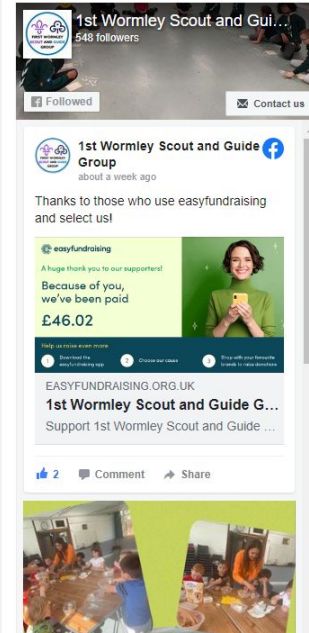 1st Wormley Scout and Gui...
548 followers
FIRST WORMLEY
SCOUT AND GUIDE
GROUP
Followed
Contact us
1st Wormley Scout and Guide
Group
about a week ago
Thanks to those who use easyfundraising
and select us!
easyfundraising
A huge thank you to our supporters!
Because of you,
we've been paid
£46.02
Help us raise even more
1 Download the
easyfundraising app
2 Choose our cause
3 Shop with your favourite
brands to raise donations
EASYFUNDRAISING.ORG.UK
1st Wormley Scout and Guide G...
Support 1st Wormley Scout and Guide ...
2 Comment Share